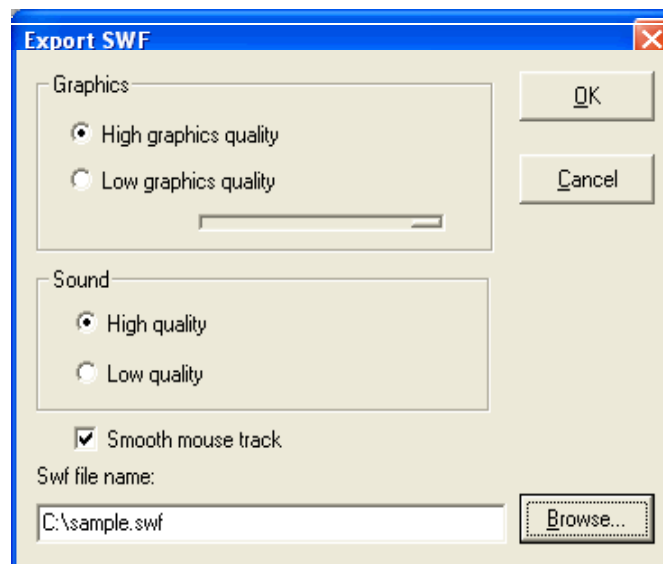 Export SWF
Graphics
OK
High graphics quality
Low graphics quality
Cancel
Sound
High quality
Low quality
Smooth mouse track
Swf file name:
C:\sample.swf
Browse...